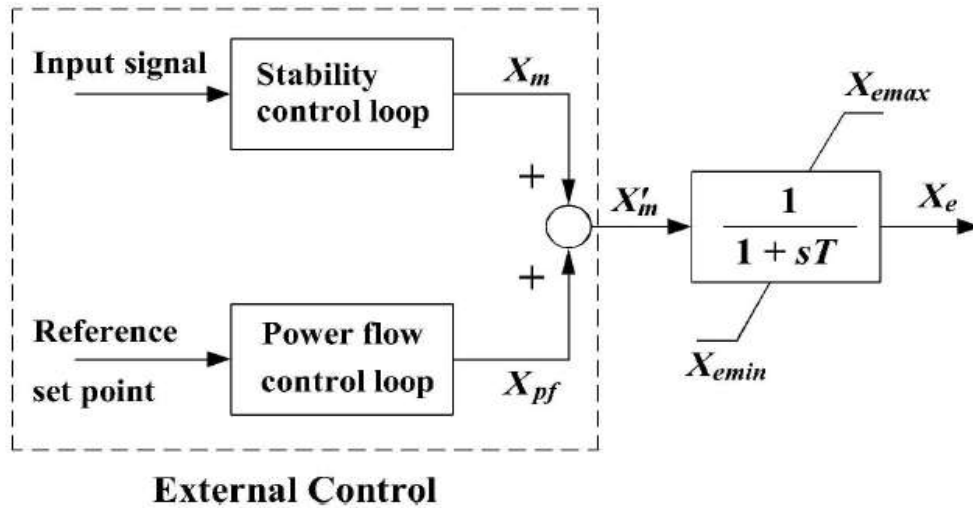 Input signal
Stability
control loop
X_m
X_emax
+
X'_m
1
1 + sT
X_e
+
Reference
set point
Power flow
control loop
X_pf
X_emin
External Control